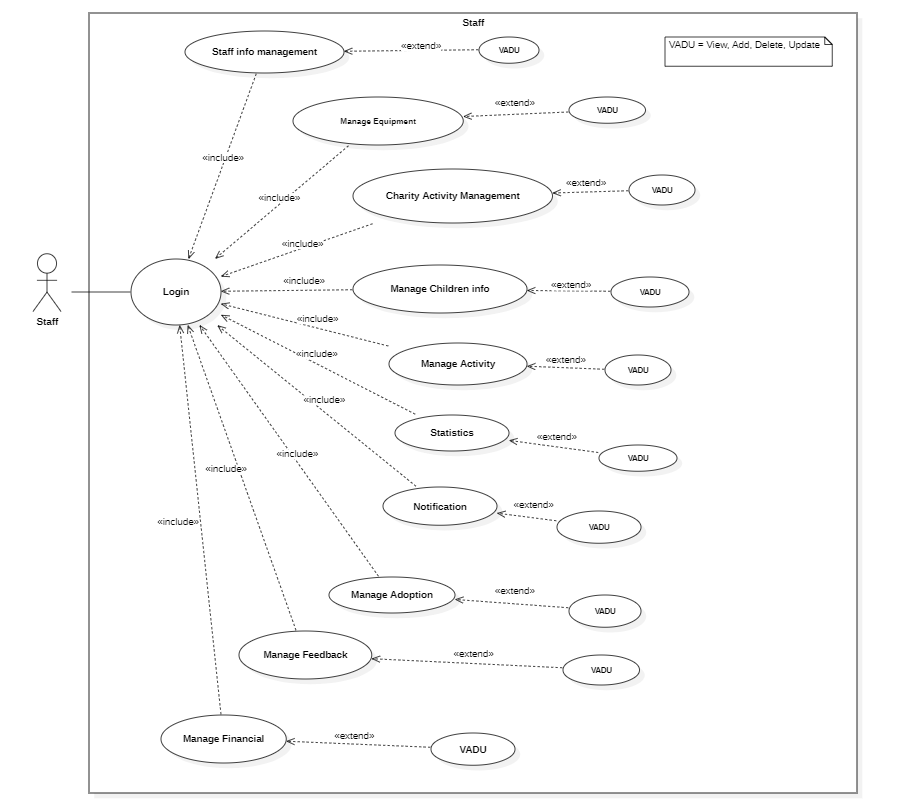 Staff
Staff info management
«extend»
VADU
VADU = View, Add, Delete, Update
Manage Equipment
«extend»
VADU
«include»
Charity Activity Management
«extend»
VADU
«include»
«include»
Staff
Login
«include»
Manage Children info
«extend»
VADU
«include»
Manage Activity
«extend»
VADU
«include»
Statistics
«extend»
VADU
«include»
Notification
«extend»
VADU
«include»
Manage Adoption
«extend»
VADU
«include»
Manage Feedback
«extend»
VADU
«include»
Manage Financial
«extend»
VADU